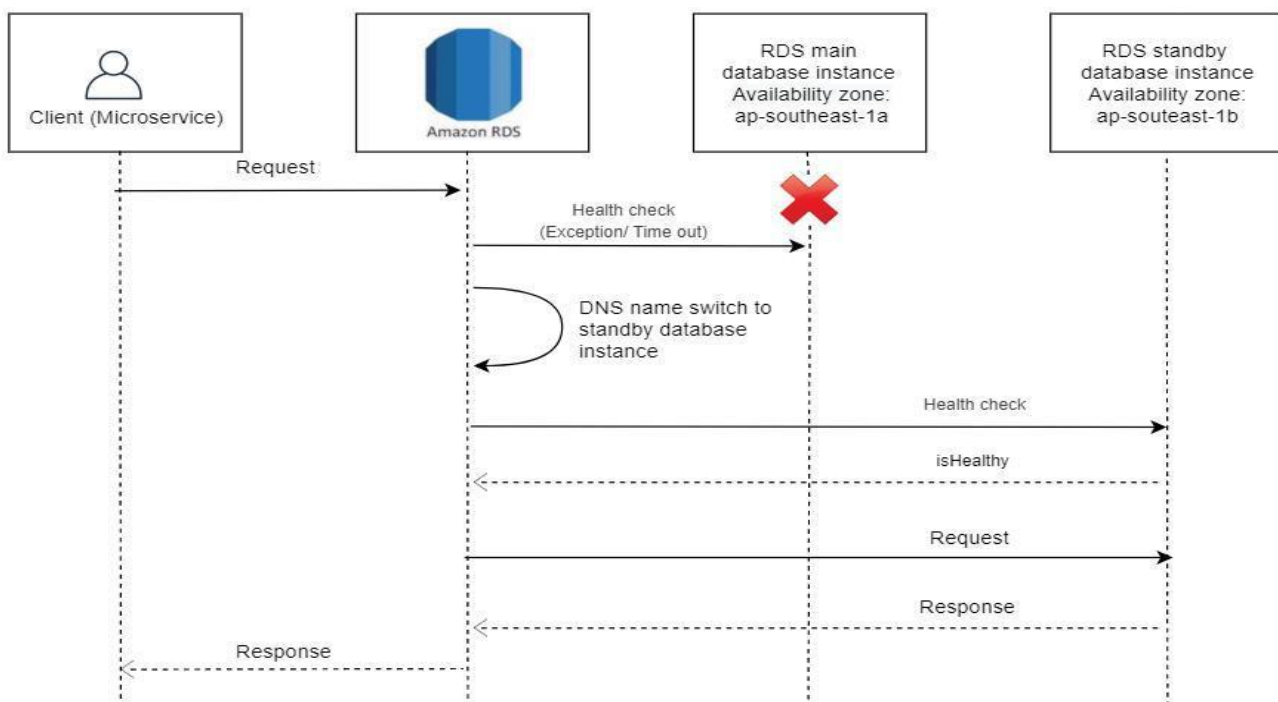 Client (Microservice)
Amazon RDS
RDS main
database instance
Availability zone:
ap-southeast-1a
RDS standby
database instance
Availability zone:
ap-souteast-1b
Request
Health check
(Exception/ Time out)
DNS name switch to
standby database
instance
Health check
isHealthy
Request
Response
Response